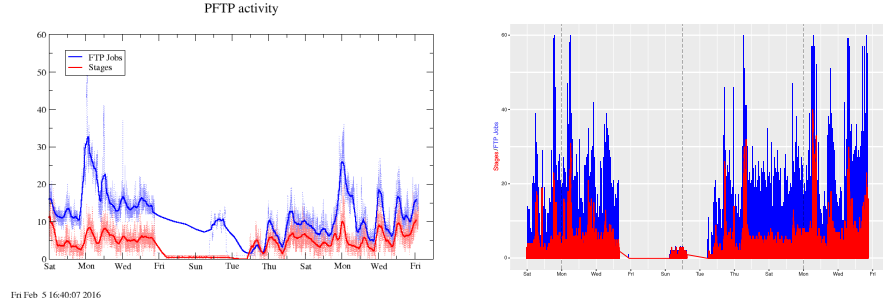 PFTP activity
60
50
40
30
20
10
0
FTP Jobs
Stages
Sat Mon Wed Fri Sun Tue Thu Sat Mon Wed Fri
Fri Feb 5 16:40:07 2016
60
40
20
0
Stages/FTP Jobs
Sat Mon Wed Fri Sun Tue Thu Sat Mon Wed Fri